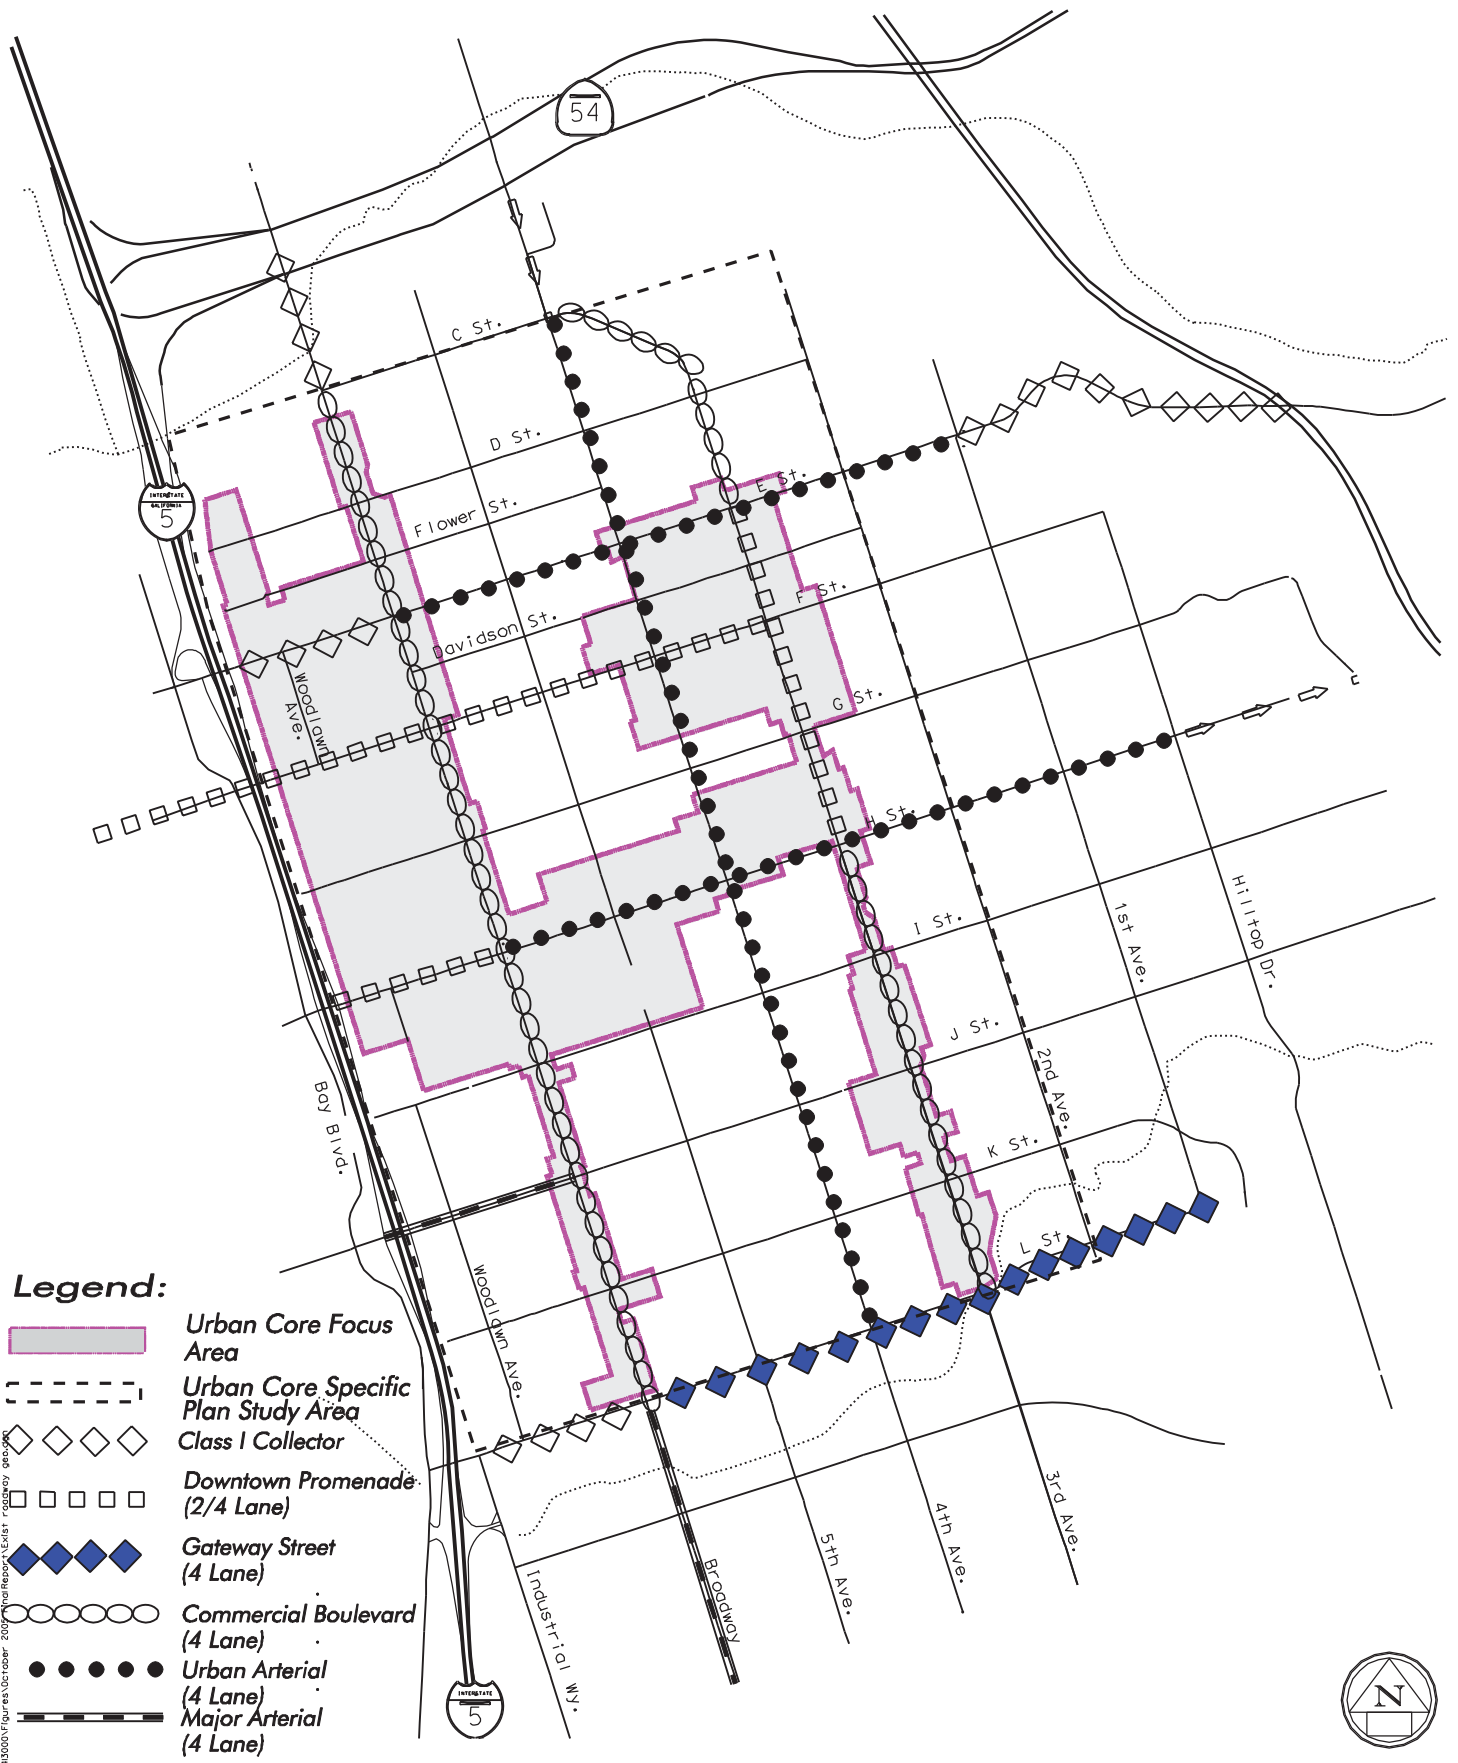 54
C St.
D St.
E St.
Flower St.
INTERSTATE
CALIFORNIA
5
F St.
Davidson St.
Woodlawn
Ave.
G St.
H St.
I St.
1st Ave.
Hilltop Dr.
J St.
2nd Ave.
Bay Blvd.
K St.
L St.
Woodlawn Ave.
Legend:
Urban Core Focus
Area
Urban Core Specific
Plan Study Area
Class I Collector
Downtown Promenade
(2/4 Lane)
Gateway Street
(4 Lane)
Commercial Boulevard
(4 Lane)
Urban Arterial
(4 Lane)
Major Arterial
(4 Lane)
3rd Ave.
4th Ave.
5th Ave.
Broadway
Industrial Wy.
INTERSTATE
5
N